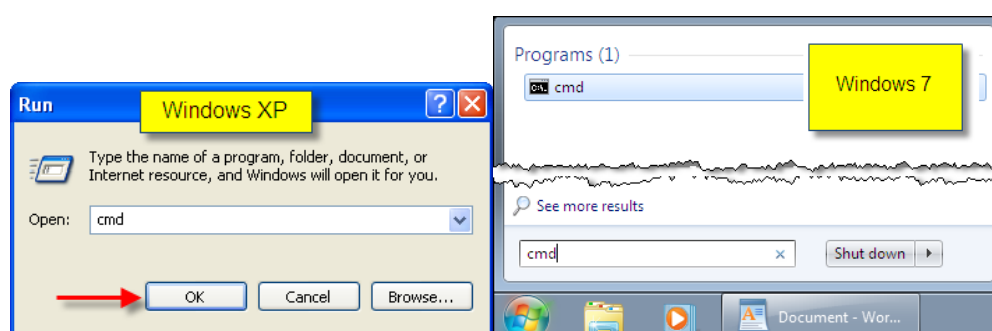 Run
Windows XP
Type the name of a program, folder, document, or
Internet resource, and Windows will open it for you.
Open: cmd
OK Cancel Browse...
Programs (1)
cmd
Windows 7
See more results
cmd
Shut down
Document - Wor...